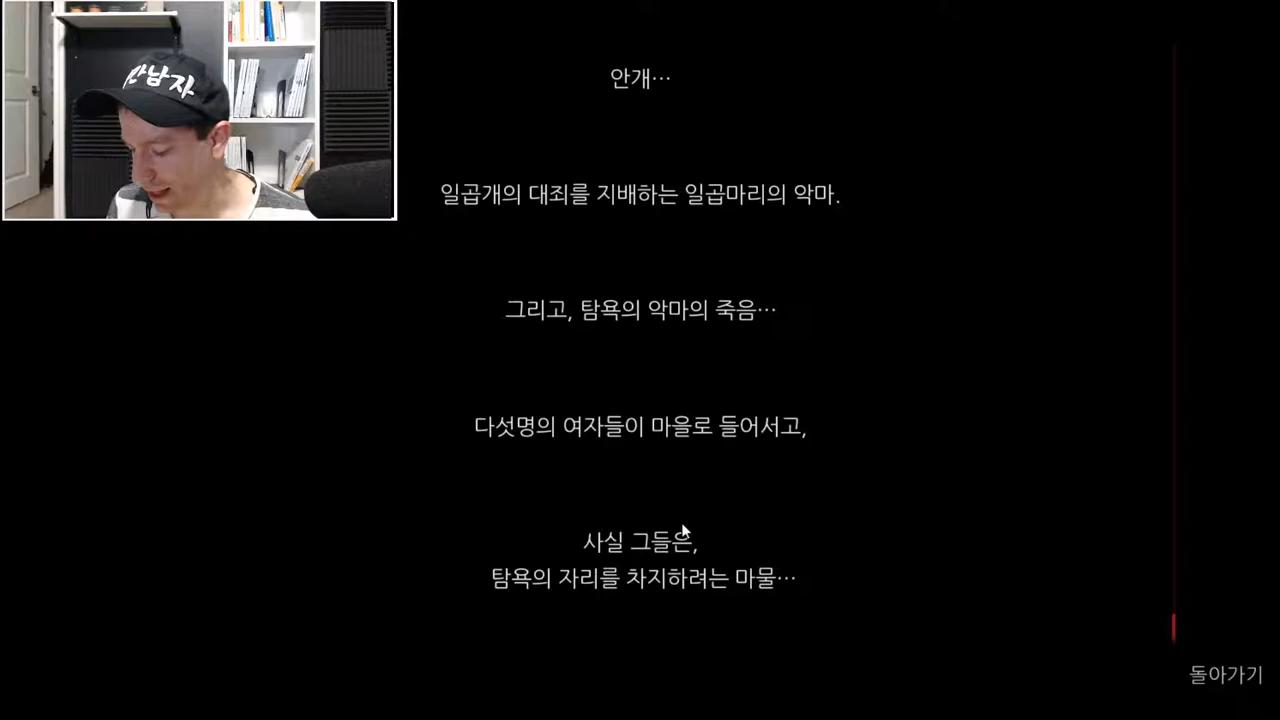 안남자
안개…
일곱개의 대죄를 지배하는 일곱마리의 악마.
그리고, 탐욕의 악마의 죽음…
다섯명의 여자들이 마을로 들어서고,
사실 그들은,
탐욕의 자리를 차지하려는 마물…
돌아가기